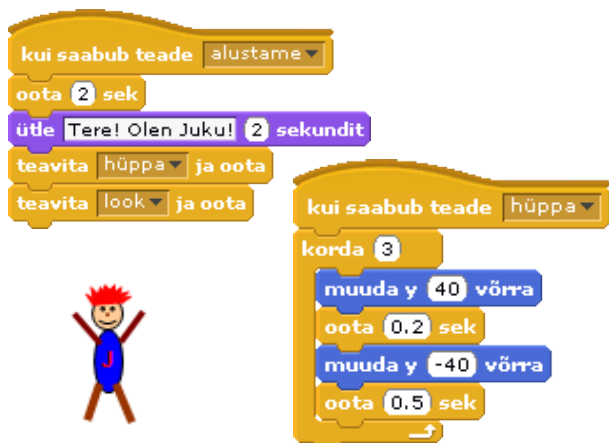 kui saabub teade alustame
oota 2 sek
ütle Tere! Olen Juku! 2 sekundit
teavita hüppa ja oota
teavita look ja oota
kui saabub teade hüppa
korda 3
muuda y 40 võrra
oota 0.2 sek
muuda y -40 võrra
oota 0.5 sek
J